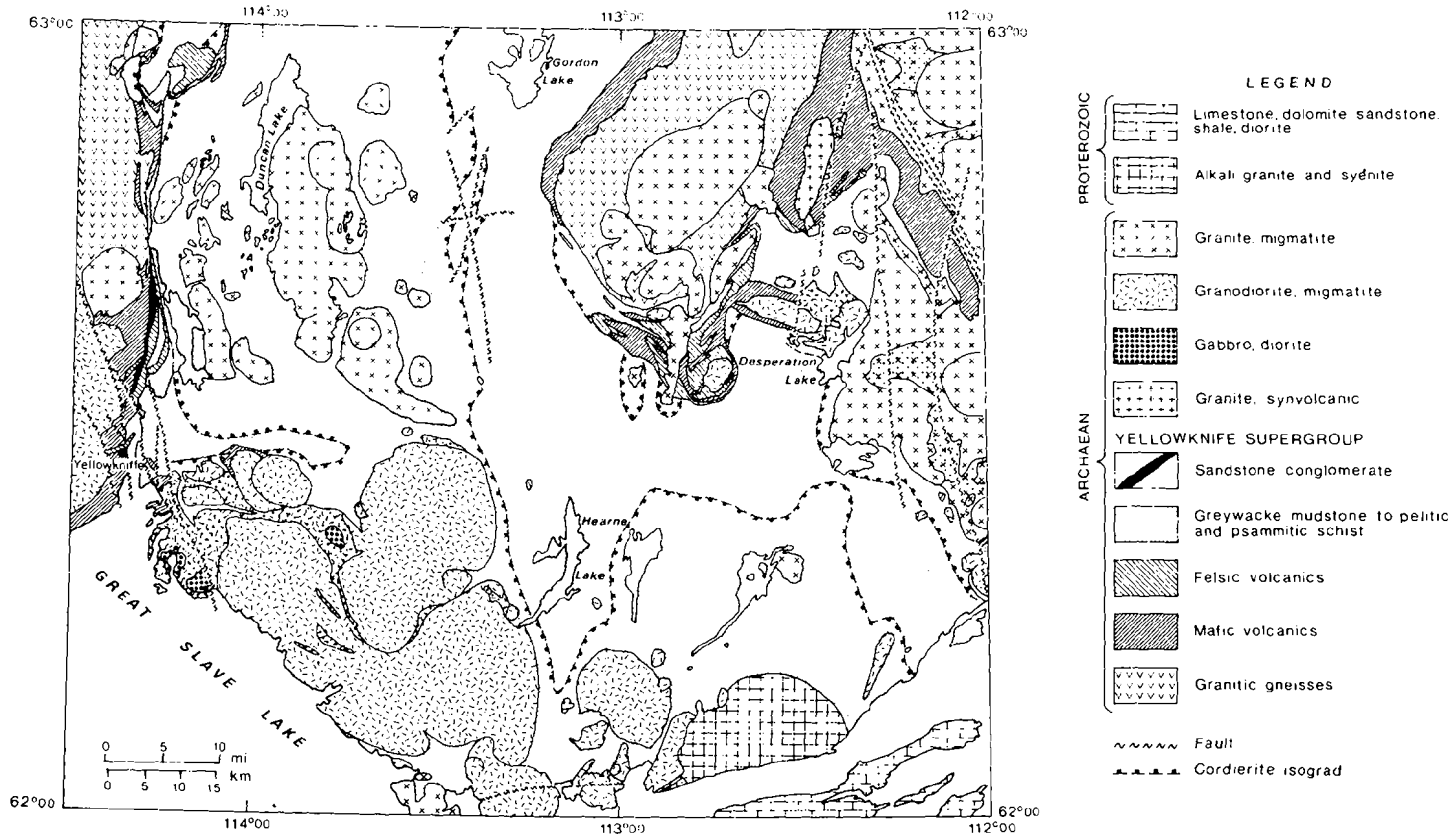 114°00 113°00 112°00
63°00 63°00
Gordon
Lake
Duncan Lake
Desperation
Lake
Yellowknife
Hearne
Lake
GREAT SLAVE LAKE
0 5 10
mi
km
0 5 10 15
62°00 62°00
114°00 113°00 112°00
LEGEND
PROTEROZOIC
Limestone, dolomite sandstone,
shale, diorite
Alkali granite and syenite
ARCHAEAN
Granite, migmatite
Granodiorite, migmatite
Gabbro, diorite
Granite, synvolcanic
YELLOWKNIFE SUPERGROUP
Sandstone conglomerate
Greywacke mudstone to pelitic
and psammitic schist
Felsic volcanics
Mafic volcanics
Granitic gneisses
Fault
Cordierite isograd